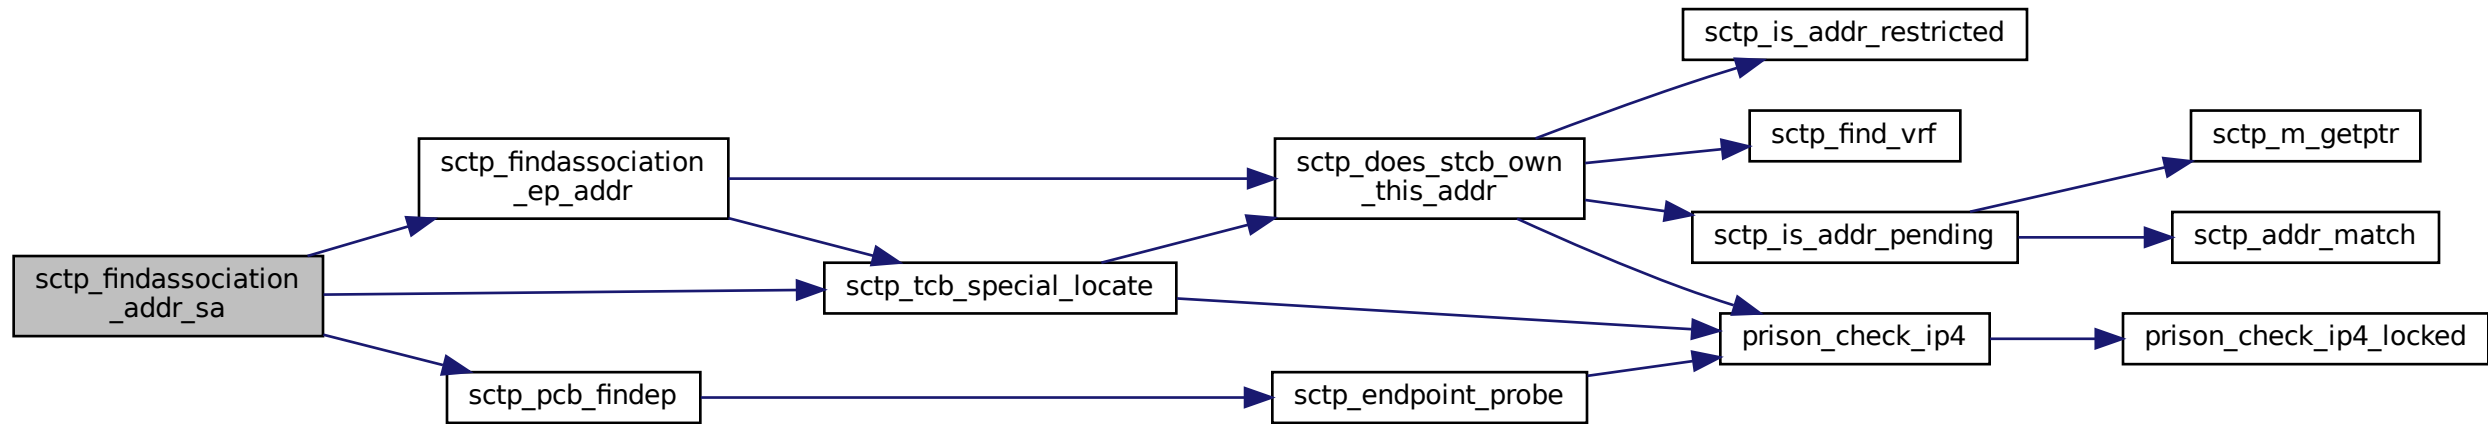 sctp_findassociation
_addr_sa
sctp_findassociation
_ep_addr
sctp_tcb_special_locate
sctp_pcb_findep
sctp_does_stcb_own
_this_addr
sctp_endpoint_probe
sctp_is_addr_restricted
sctp_find_vrf
sctp_is_addr_pending
prison_check_ip4
sctp_m_getptr
sctp_addr_match
prison_check_ip4_locked